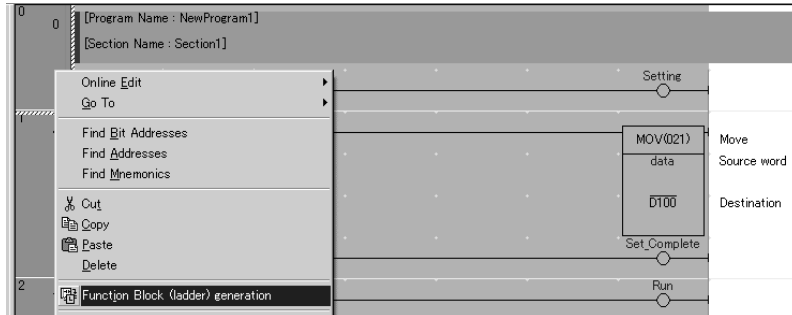 0
0
[Program Name : NewProgram1]
[Section Name : Section1]
Setting
Online Edit
Go To
Find Bit Addresses
Find Addresses
Find Mnemonics
Cut
Copy
Paste
Delete
Function Block (ladder) generation
1
MOV(021)
Move
data
Source word
D100
Destination
Set_Complete
2
Run